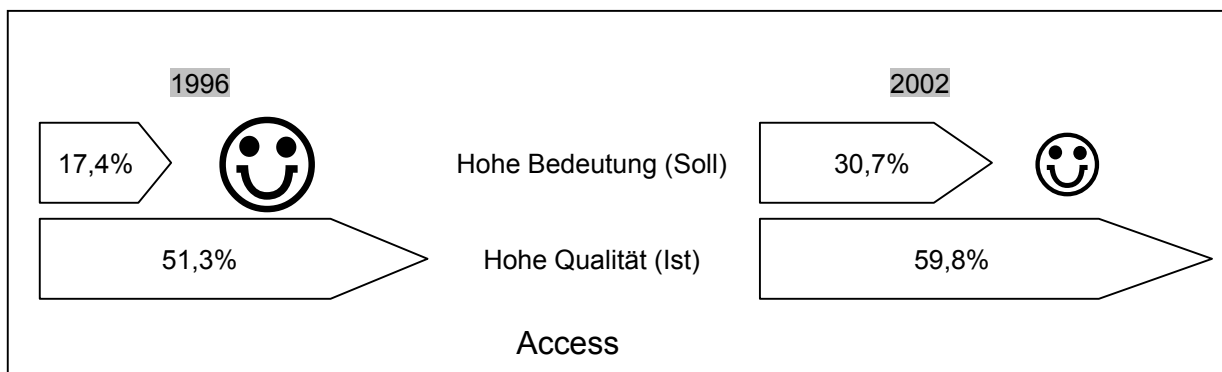 1996 2002
17,4% Hohe Bedeutung (Soll) 30,7%
51,3% Hohe Qualität (Ist) 59,8%
Access